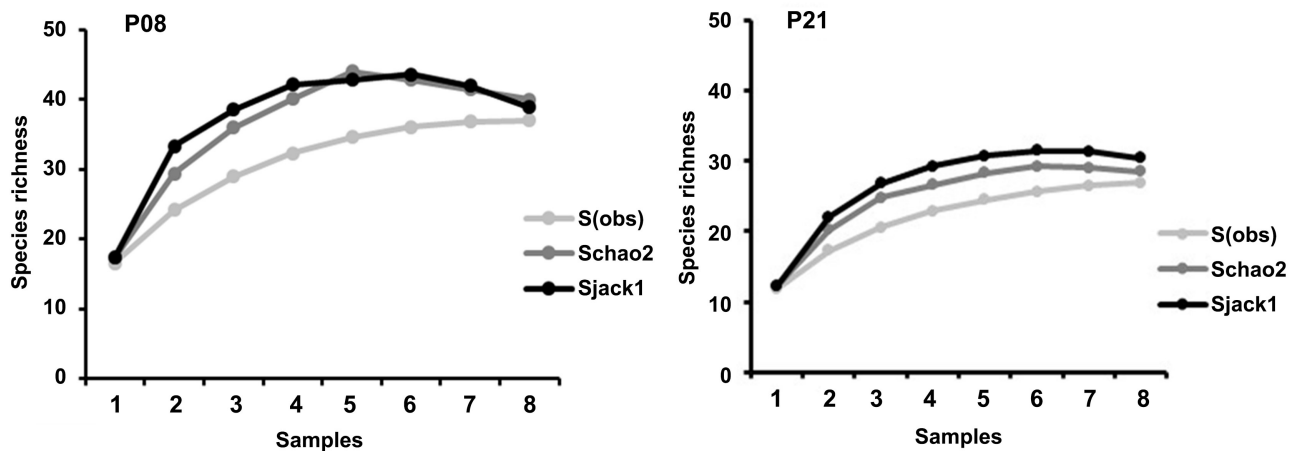 P08
50
40
30
20
10
0
Species richness
1 2 3 4 5 6 7 8
Samples
S(obs)
Schao2
Sjack1
P21
50
40
30
20
10
0
Species richness
1 2 3 4 5 6 7 8
Samples
S(obs)
Schao2
Sjack1